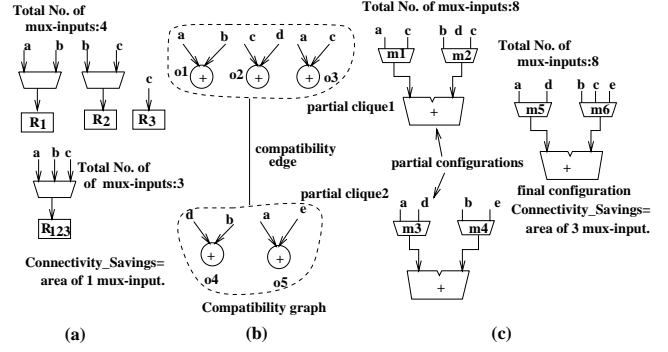 Total No. of
mux-inputs:4
a b b c
c
R1 R2 R3
a b c
Total No. of
of mux-inputs:3
R123
Connectivity_Savings=
area of 1 mux-input.
(a)
a b c d a c
o1 + o2 + + o3
compatibility
edge
partial clique2
d b a e
+ +
o4 o5
Compatibility graph
(b)
Total No. of mux-inputs:8
a c b d c
m1 m2
partial clique1
+
partial configurations
a d b e
m3 m4
+
Total No. of
mux-inputs:8
a d b c e
m5 m6
+
final configuration
Connectivity_Savings=
area of 3 mux-input.
(c)